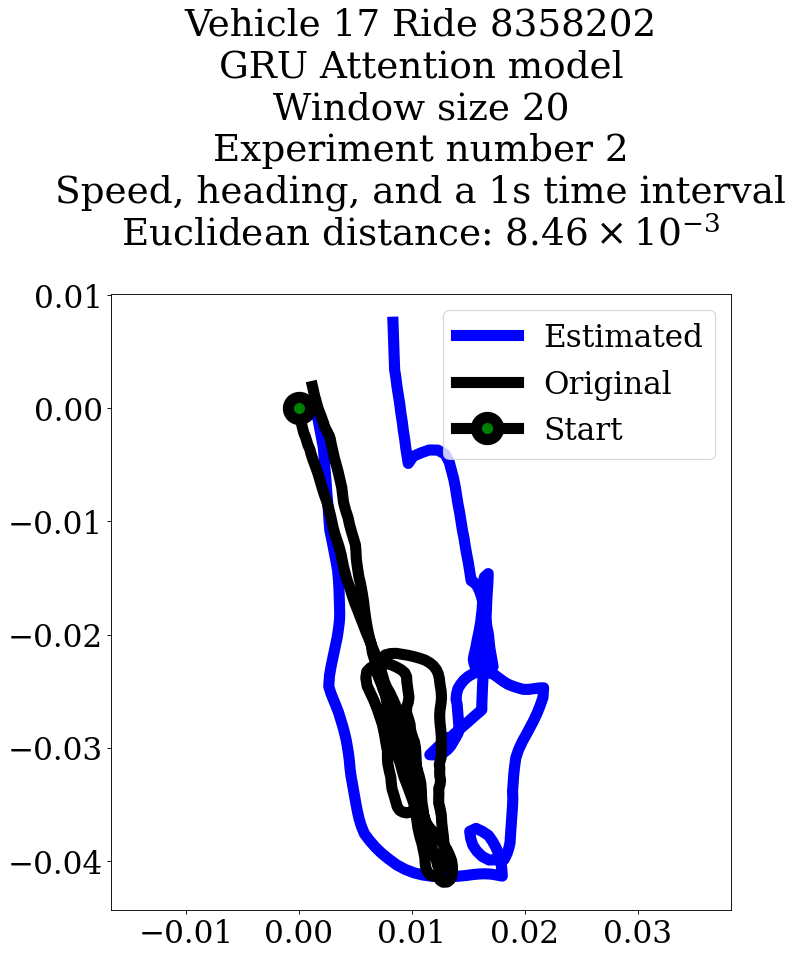 Vehicle 17 Ride 8358202
GRU Attention model
Window size 20
Experiment number 2
Speed, heading, and a 1s time interval
Euclidean distance: 8.46 × 10⁻³
0.01
0.00
−0.01
−0.02
−0.03
−0.04
Estimated
Original
Start
−0.01 0.00 0.01 0.02 0.03